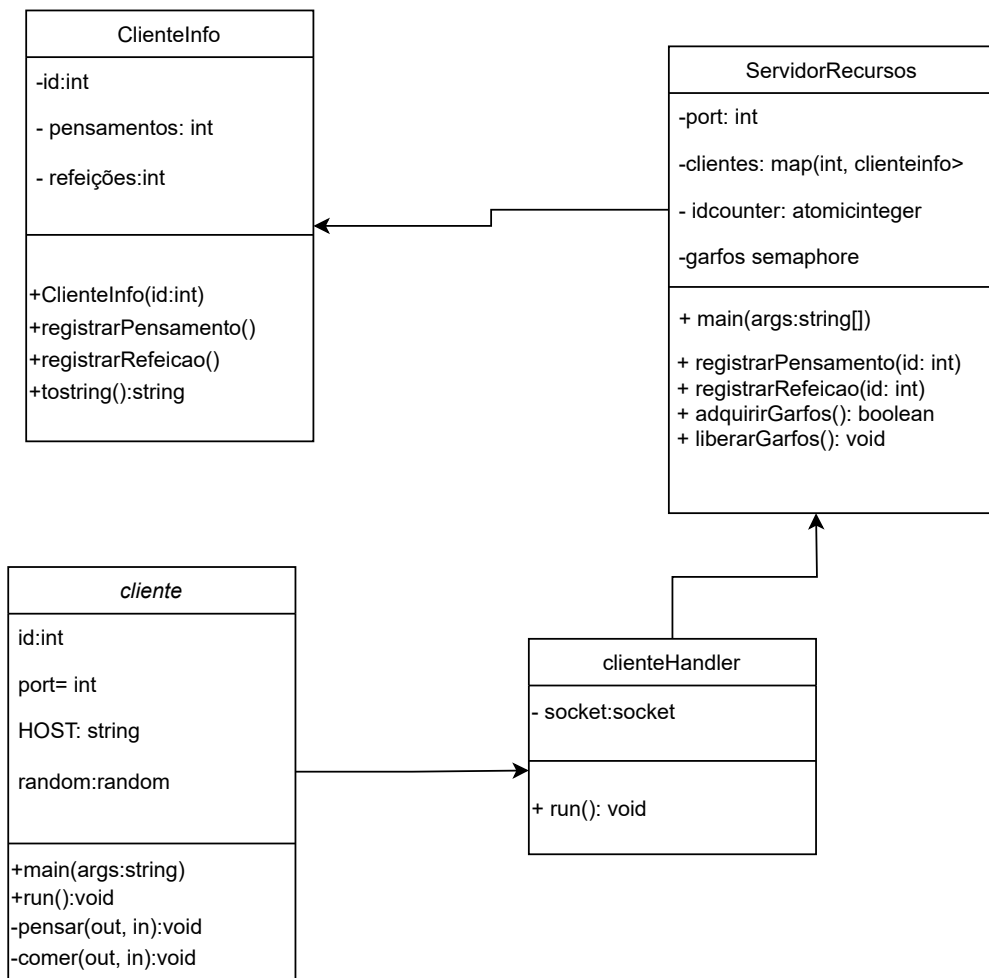 ClienteInfo
-id:int
- pensamentos: int
- refeições:int
+ClienteInfo(id:int)
+registrarPensamento()
+registrarRefeicao()
+tostring():string
ServidorRecursos
-port: int
-clientes: map(int, clienteinfo>
- idcounter: atomicinteger
-garfos semaphore
+ main(args:string[])
+ registrarPensamento(id: int)
+ registrarRefeicao(id: int)
+ adquirirGarfos(): boolean
+ liberarGarfos(): void
cliente
id:int
port= int
HOST: string
random:random
+main(args:string)
+run():void
-pensar(out, in):void
-comer(out, in):void
clienteHandler
- socket:socket
+ run(): void